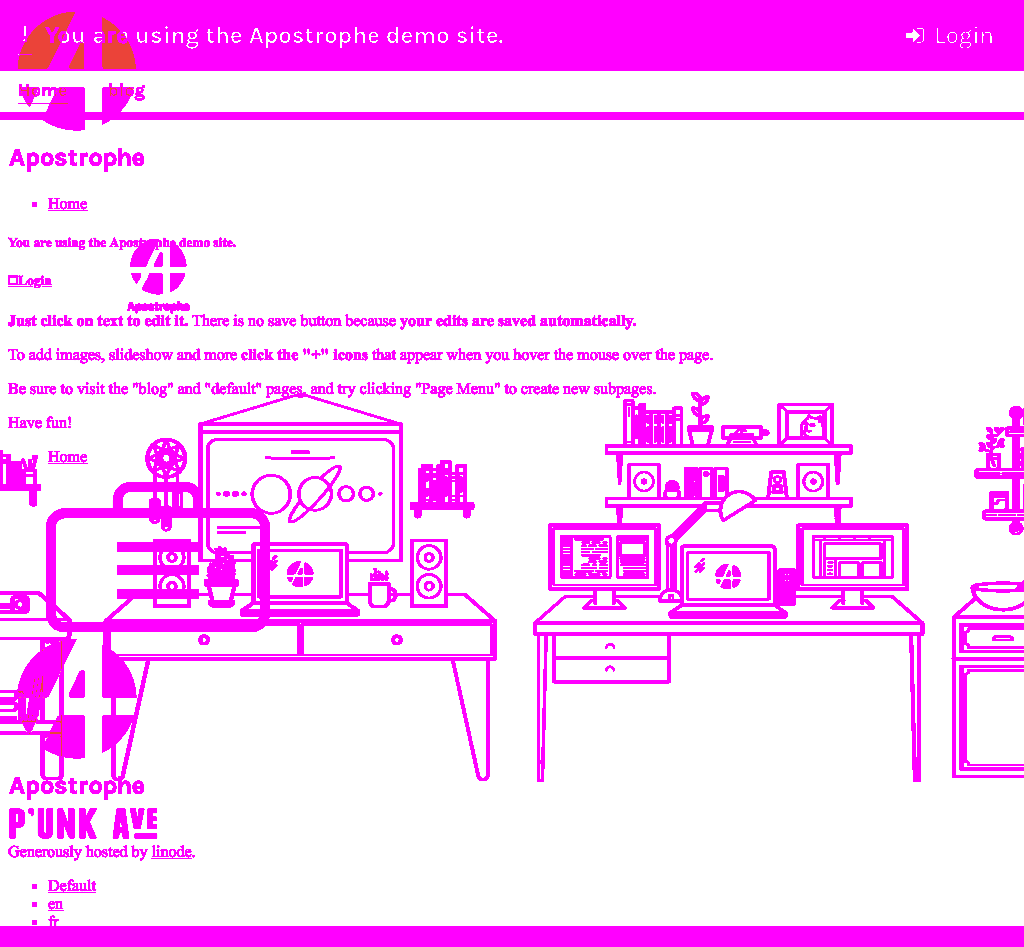 ! You are using the Apostrophe demo site.
Login
Home blog
Apostrophe
Home
You are using the Apostrophe demo site.
Login
Apostrophe
Just click on text to edit it. There is no save button because your edits are saved automatically.
To add images, slideshow and more click the "+" icons that appear when you hover the mouse over the page.
Be sure to visit the "blog" and "default" pages, and try clicking "Page Menu" to create new subpages.
Have fun!
Home
Apostrophe
P'UNK AVE
Generously hosted by linode.
Default
en
fr